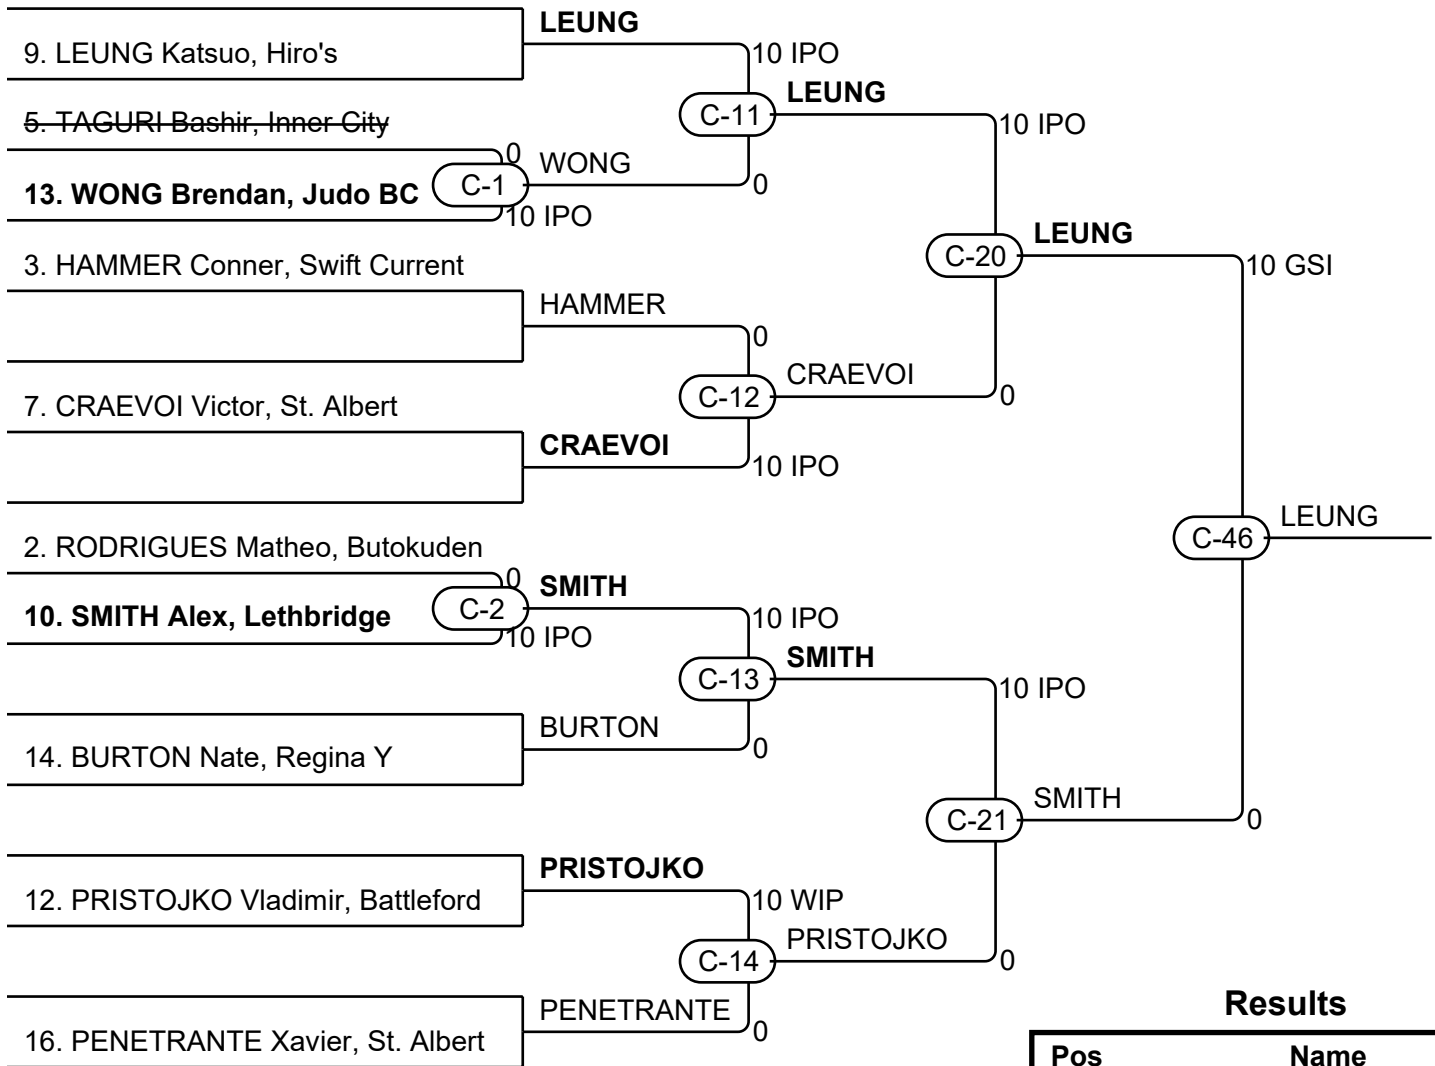 LEUNG
9. LEUNG Katsuo, Hiro's
10 IPO
LEUNG
C-11
10 IPO
5. TAGURI Bashir, Inner City
0
WONG
13. WONG Brendan, Judo BC
C-1
0
10 IPO
LEUNG
3. HAMMER Conner, Swift Current
C-20
10 GSI
HAMMER
0
CRAEVOI
7. CRAEVOI Victor, St. Albert
C-12
0
CRAEVOI
10 IPO
LEUNG
C-46
2. RODRIGUES Matheo, Butokuden
0
SMITH
10. SMITH Alex, Lethbridge
C-2
10 IPO
10 IPO
SMITH
C-13
10 IPO
BURTON
14. BURTON Nate, Regina Y
0
SMITH
C-21
0
PRISTOJKO
12. PRISTOJKO Vladimir, Battleford
10 WIP
PRISTOJKO
C-14
0
PENETRANTE
16. PENETRANTE Xavier, St. Albert
0
Results
Pos Name